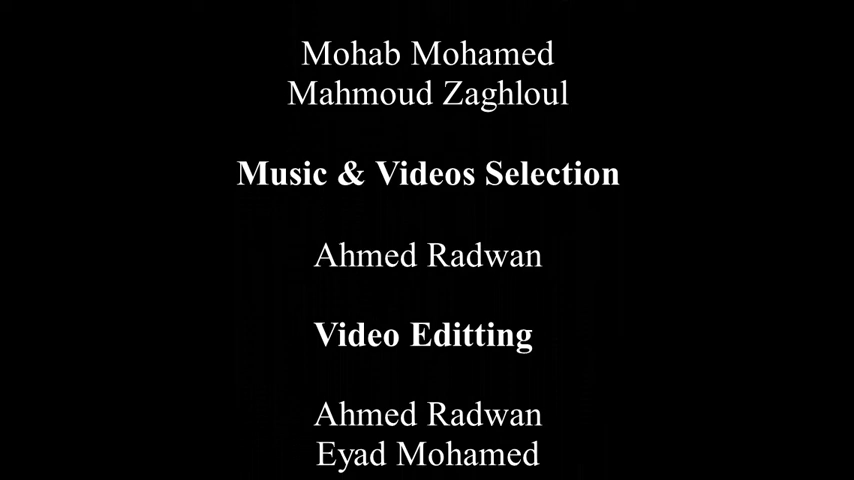 Mohab Mohamed
Mahmoud Zaghloul
Music & Videos Selection
Ahmed Radwan
Video Editting
Ahmed Radwan
Eyad Mohamed